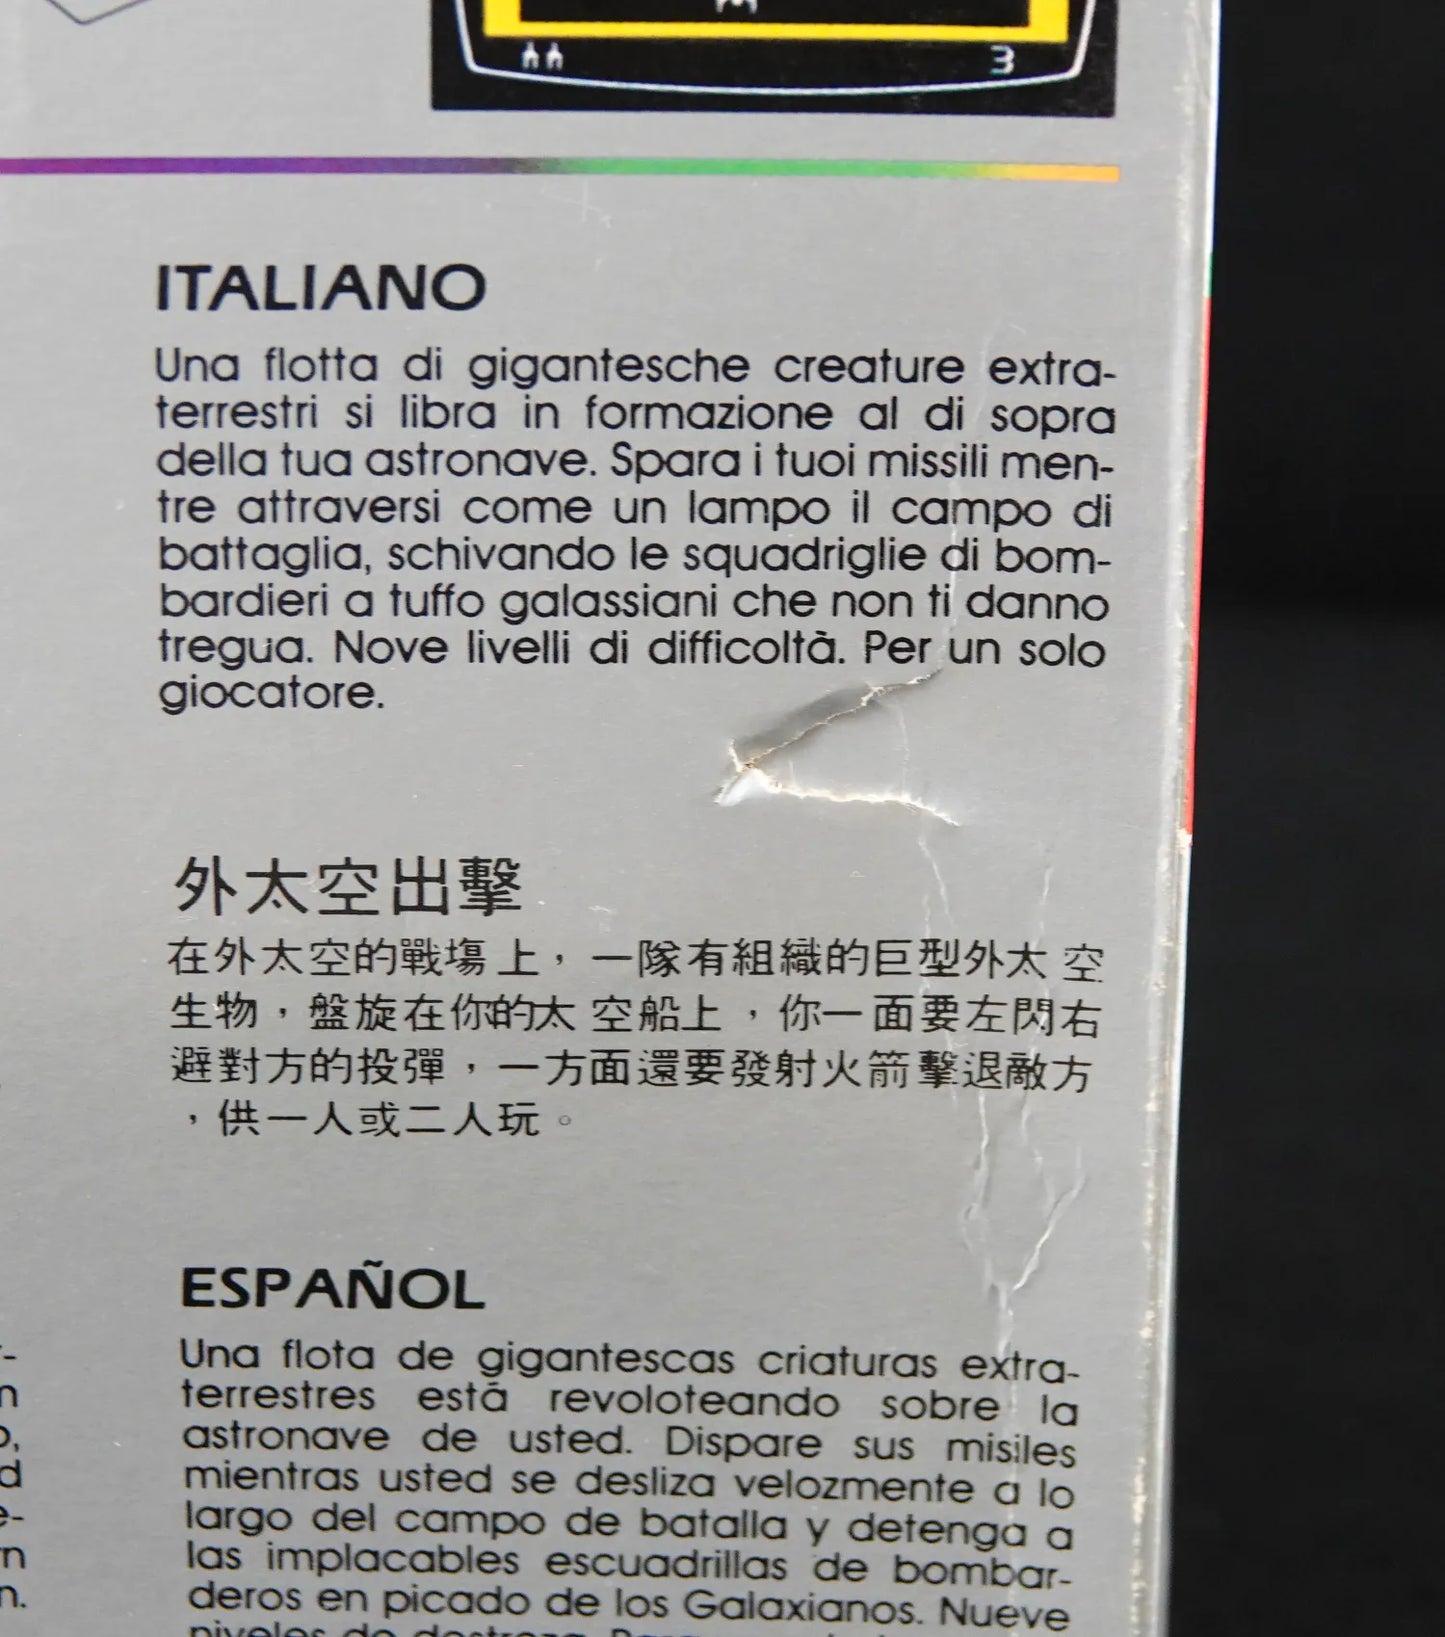 3
ITALIANO
Una flotta di gigantesche creature extra-
terrestri si libra in formazione al di sopra
della tua astronave. Spara i tuoi missili men-
tre attraversi come un lampo il campo di
battaglia, schivando le squadriglie di bom-
bardieri a tuffo galassiani che non ti danno
tregua. Nove livelli di difficoltà. Per un solo
giocatore.
外太空出擊
在外太空的戰場上，一隊有組織的巨型外太空
生物，盤旋在你的太空船上，你一面要左閃右
避對方的投彈，一方面還要發射火箭擊退敵方
，供一人或二人玩。
ESPAÑOL
Una flota de gigantescas criaturas extra-
terrestres está revoloteando sobre la
astronave de usted. Dispare sus misiles
mientras usted se desliza velozmente a lo
largo del campo de batalla y detenga a
las implacables escuadrillas de bombar-
deros en picado de los Galaxianos. Nueve
niveles de destreza.